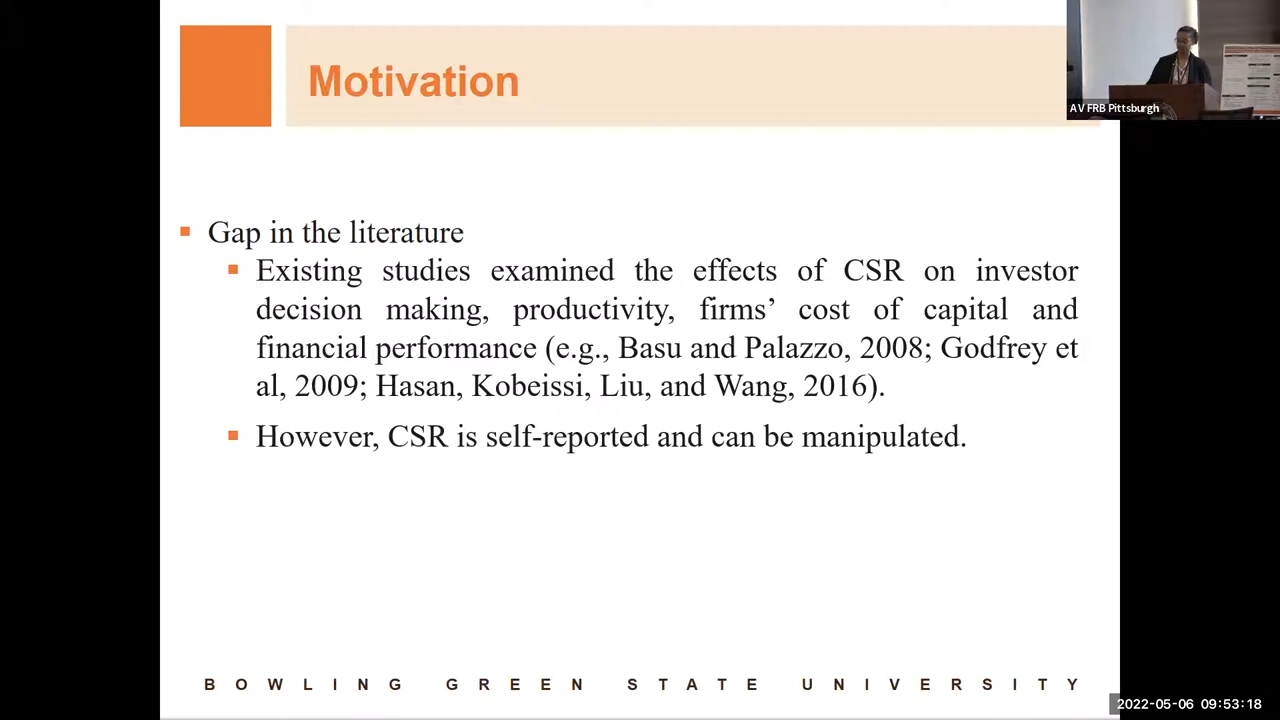 Motivation
AV FRB Pittsburgh
Gap in the literature
Existing studies examined the effects of CSR on investor
decision making, productivity, firms’ cost of capital and
financial performance (e.g., Basu and Palazzo, 2008; Godfrey et
al, 2009; Hasan, Kobeissi, Liu, and Wang, 2016).
However, CSR is self-reported and can be manipulated.
BOWLING GREEN STATE UNIVERSITY
2022-05-06 09:53:18